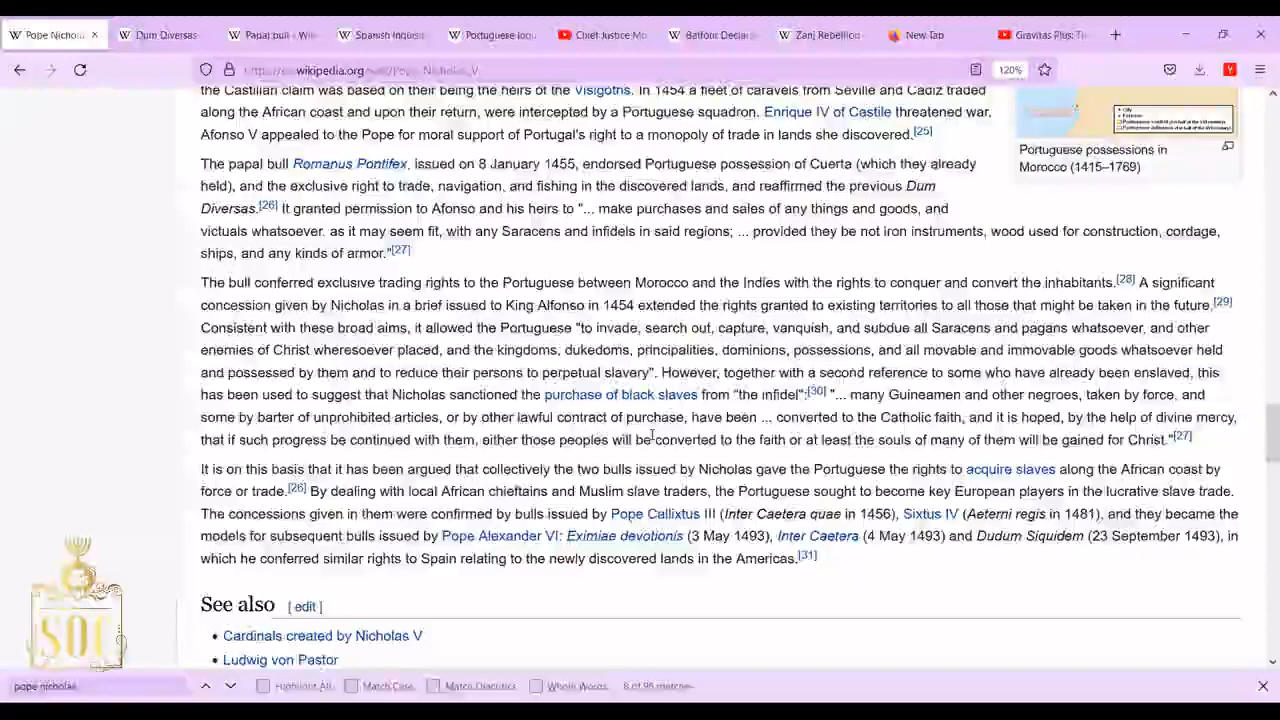 Pope Nichol
Dum Diversas
Papal bull - Wik
Spanish Inquisi
Portuguese Inqu
Chief Justice Mo
Balfour Declara
Zanj Rebellion
New Tab
Gravitas Plus: Th
wikipedia.org
120%
the Castilian claim was based on their being the heirs of the Visigoths. In 1454 a fleet of caravels from Seville and Cadiz traded
along the African coast and upon their return, were intercepted by a Portuguese squadron. Enrique IV of Castile threatened war.
Afonso V appealed to the Pope for moral support of Portugal's right to a monopoly of trade in lands she discovered.[25]
Portuguese possessions in
Morocco (1415–1769)
The papal bull Romanus Pontifex, issued on 8 January 1455, endorsed Portuguese possession of Cuerta (which they already
held), and the exclusive right to trade, navigation, and fishing in the discovered lands, and reaffirmed the previous Dum
Diversas.[26] It granted permission to Afonso and his heirs to "... make purchases and sales of any things and goods, and
victuals whatsoever, as it may seem fit, with any Saracens and infidels in said regions; ... provided they be not iron instruments, wood used for construction, cordage,
ships, and any kinds of armor."[27]
The bull conferred exclusive trading rights to the Portuguese between Morocco and the Indies with the rights to conquer and convert the inhabitants.[28] A significant
concession given by Nicholas in a brief issued to King Alfonso in 1454 extended the rights granted to existing territories to all those that might be taken in the future.[29]
Consistent with these broad aims, it allowed the Portuguese "to invade, search out, capture, vanquish, and subdue all Saracens and pagans whatsoever, and other
enemies of Christ wheresoever placed, and the kingdoms, dukedoms, principalities, dominions, possessions, and all movable and immovable goods whatsoever held
and possessed by them and to reduce their persons to perpetual slavery". However, together with a second reference to some who have already been enslaved, this
has been used to suggest that Nicholas sanctioned the purchase of black slaves from "the infidel":[30] "... many Guineamen and other negroes, taken by force, and
some by barter of unprohibited articles, or by other lawful contract of purchase, have been ... converted to the Catholic faith, and it is hoped, by the help of divine mercy,
that if such progress be continued with them, either those peoples will be converted to the faith or at least the souls of many of them will be gained for Christ."[27]
It is on this basis that it has been argued that collectively the two bulls issued by Nicholas gave the Portuguese the rights to acquire slaves along the African coast by
force or trade.[26] By dealing with local African chieftains and Muslim slave traders, the Portuguese sought to become key European players in the lucrative slave trade.
The concessions given in them were confirmed by bulls issued by Pope Callixtus III (Inter Caetera quae in 1456), Sixtus IV (Aeterni regis in 1481), and they became the
models for subsequent bulls issued by Pope Alexander VI: Eximiae devotionis (3 May 1493), Inter Caetera (4 May 1493) and Dudum Siquidem (23 September 1493), in
which he conferred similar rights to Spain relating to the newly discovered lands in the Americas.[31]
See also [ edit ]
• Cardinals created by Nicholas V
• Ludwig von Pastor
SOC
pope nicholas
Highlight All
Match Case
Match Diacritics
Whole Words